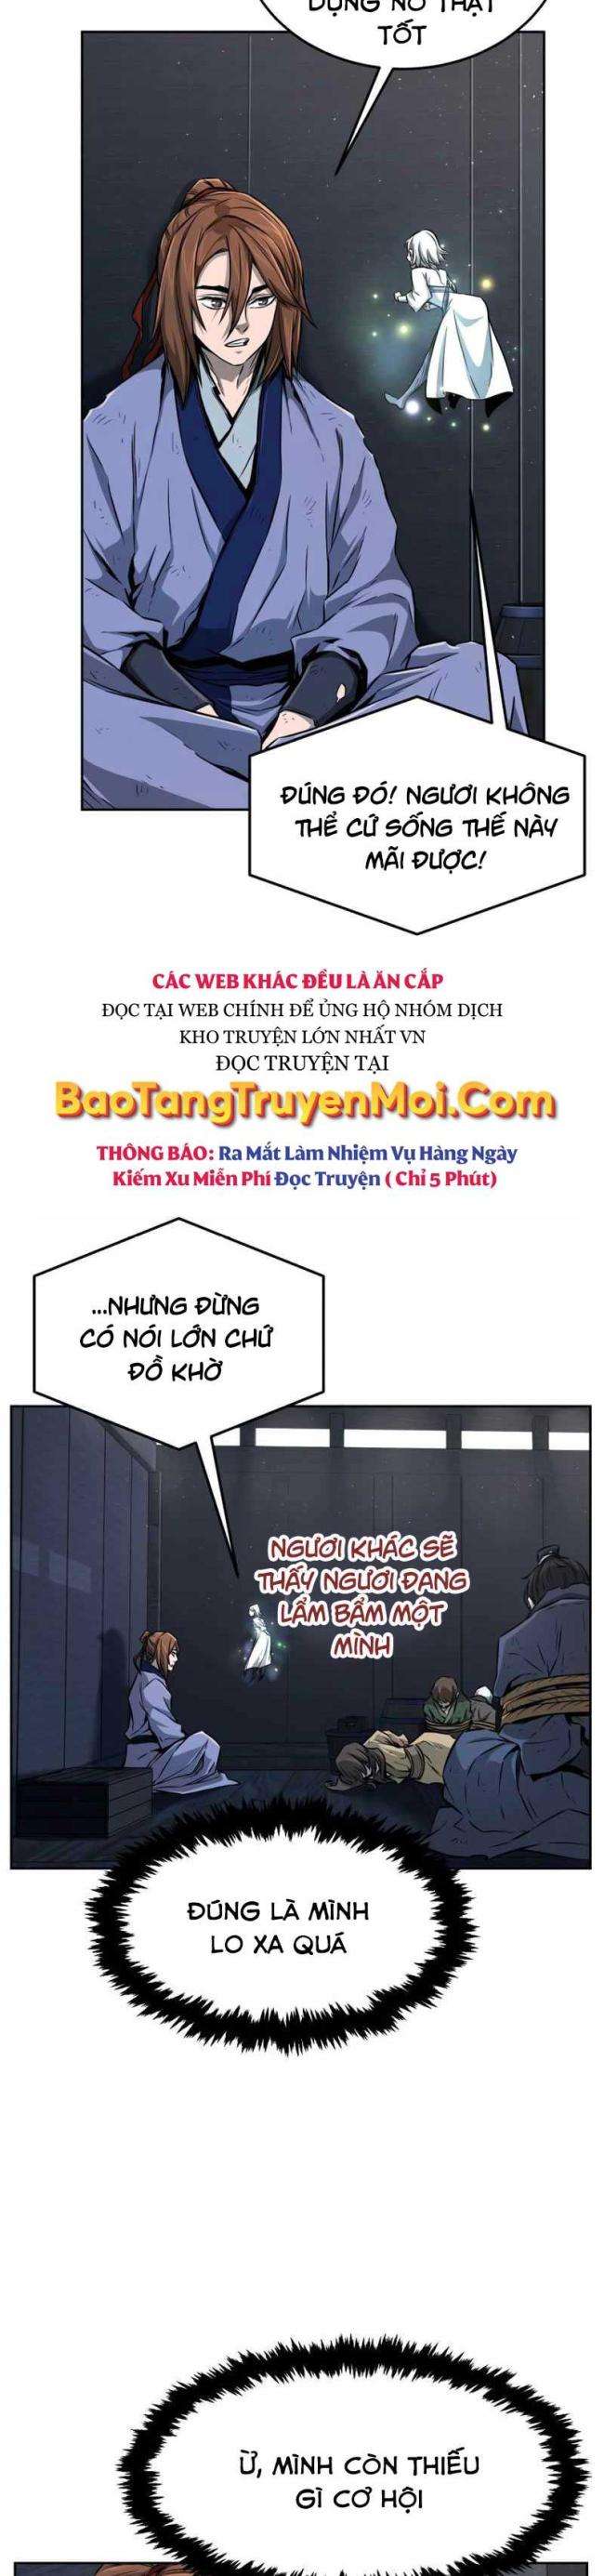 DỤNG NÓ THẬT
TỐT
ĐÚNG ĐÓ! NGƯƠI KHÔNG
THỂ CỨ SỐNG THẾ NÀY
MÃI ĐƯỢC!
CÁC WEB KHÁC ĐỀU LÀ ĂN CẮP
ĐỌC TẠI WEB CHÍNH ĐỂ ỦNG HỘ NHÓM DỊCH
KHO TRUYỆN LỚN NHẤT VN
ĐỌC TRUYỆN TẠI
BaoTangTruyenMoi.Com
THÔNG BÁO: Ra Mắt Làm Nhiệm Vụ Hàng Ngày
Kiếm Xu Miễn Phí Đọc Truyện ( Chỉ 5 Phút)
...NHƯNG ĐỪNG
CÓ NÓI LỚN CHỨ
ĐỒ KHỜ
NGƯƠI KHÁC SẼ
THẤY NGƯƠI ĐANG
LẨM BẨM MỘT
MÌNH
ĐÚNG LÀ MÌNH
LO XA QUÁ
Ừ, MÌNH CÒN THIẾU
GÌ CƠ HỘI